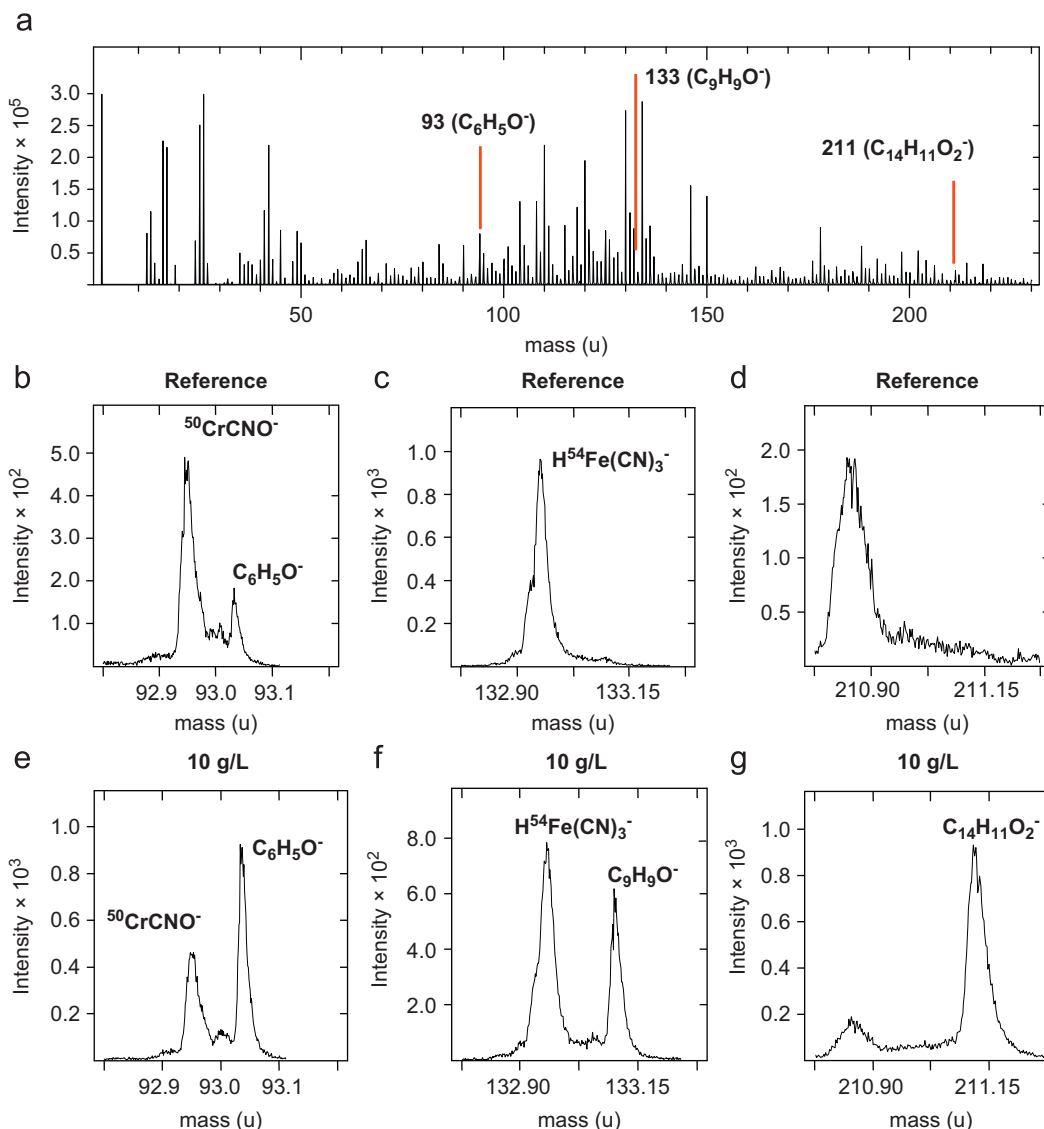 a
133 (C₉H₉O⁻)
93 (C₆H₅O⁻)
211 (C₁₄H₁₁O₂⁻)
Intensity × 10⁵
3.0
2.5
2.0
1.5
1.0
0.5
50 100 150 200
mass (u)
b Reference
⁵⁰CrCNO⁻
C₆H₅O⁻
Intensity × 10²
5.0
4.0
3.0
2.0
1.0
92.9 93.0 93.1
mass (u)
c Reference
H⁵⁴Fe(CN)₃⁻
Intensity × 10³
1.0
0.8
0.6
0.4
0.2
132.90 133.15
mass (u)
d Reference
Intensity × 10²
2.0
1.5
1.0
0.5
210.90 211.15
mass (u)
e 10 g/L
C₆H₅O⁻
⁵⁰CrCNO⁻
Intensity × 10³
1.0
0.8
0.6
0.4
0.2
92.9 93.0 93.1
mass (u)
f 10 g/L
H⁵⁴Fe(CN)₃⁻
C₉H₉O⁻
Intensity × 10²
8.0
6.0
4.0
2.0
132.90 133.15
mass (u)
g 10 g/L
C₁₄H₁₁O₂⁻
Intensity × 10³
1.0
0.8
0.6
0.4
0.2
210.90 211.15
mass (u)